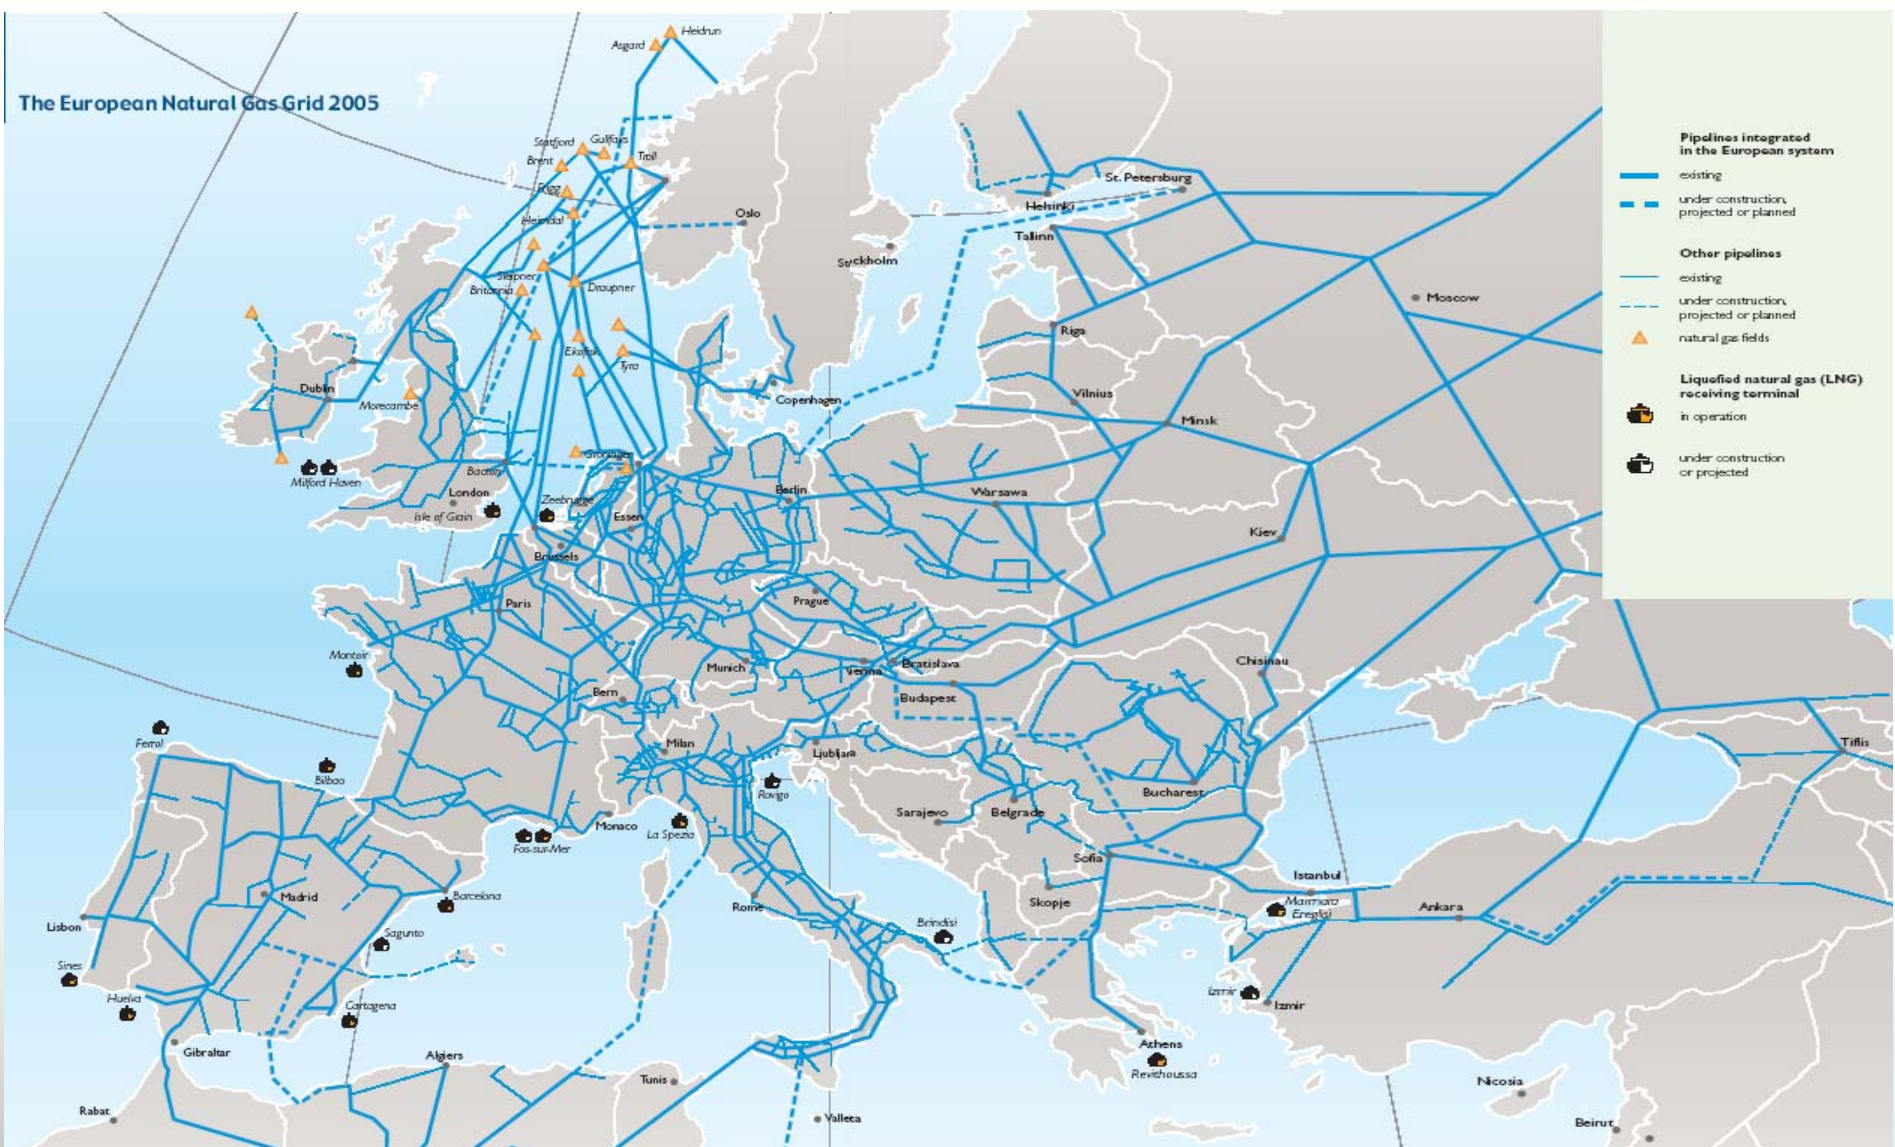 The European Natural Gas Grid 2005
Heidrun
Asgard
Statfjord
Gullfaks
Brent
Troll
Frigg
Heimdal
Oslo
Stockholm
Helsinki
St. Petersburg
Tallinn
Sleipner
Britannia
Draupner
Ekofisk
Tyra
Moscow
Riga
Dublin
Morecambe
Copenhagen
Vilnius
Minsk
Milford Haven
Bacton
Groningen
London
Isle of Grain
Zeebrugge
Essen
Berlin
Warsawa
Brussels
Kiev
Paris
Prague
Montoir
Munich
Vienna
Bratislava
Chisinau
Bern
Budapest
Ferrol
Bilbao
Milan
Ljubljana
Tiflis
Rovigo
Monaco
La Spezia
Fos-sur-Mer
Sarajevo
Belgrade
Bucharest
Sofia
Istanbul
Madrid
Barcelona
Rome
Skopje
Marmara
Ereglisi
Ankara
Lisbon
Sagunto
Brindisi
Sines
Huelva
Cartagena
Izmir
Izmir
Gibraltar
Algiers
Athens
Revithoussa
Tunis
Nicosia
Rabat
Valleta
Beirut
Pipelines integrated
in the European system
existing
under construction,
projected or planned
Other pipelines
existing
under construction,
projected or planned
natural gas fields
Liquefied natural gas (LNG)
receiving terminal
in operation
under construction
or projected